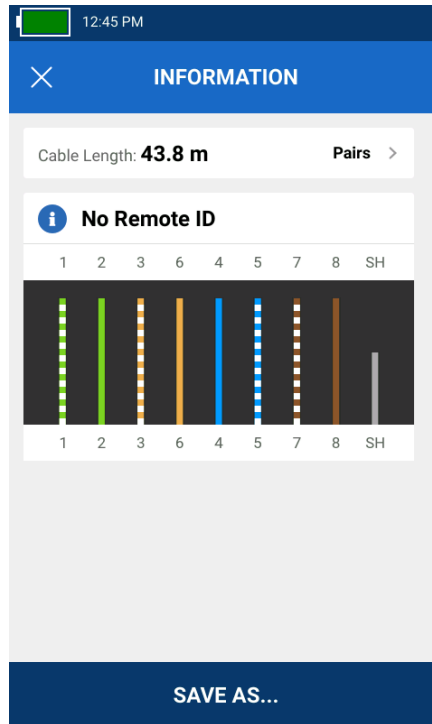 12:45 PM
INFORMATION
Cable Length: 43.8 m Pairs >
i No Remote ID
1 2 3 6 4 5 7 8 SH
1 2 3 6 4 5 7 8 SH
SAVE AS...